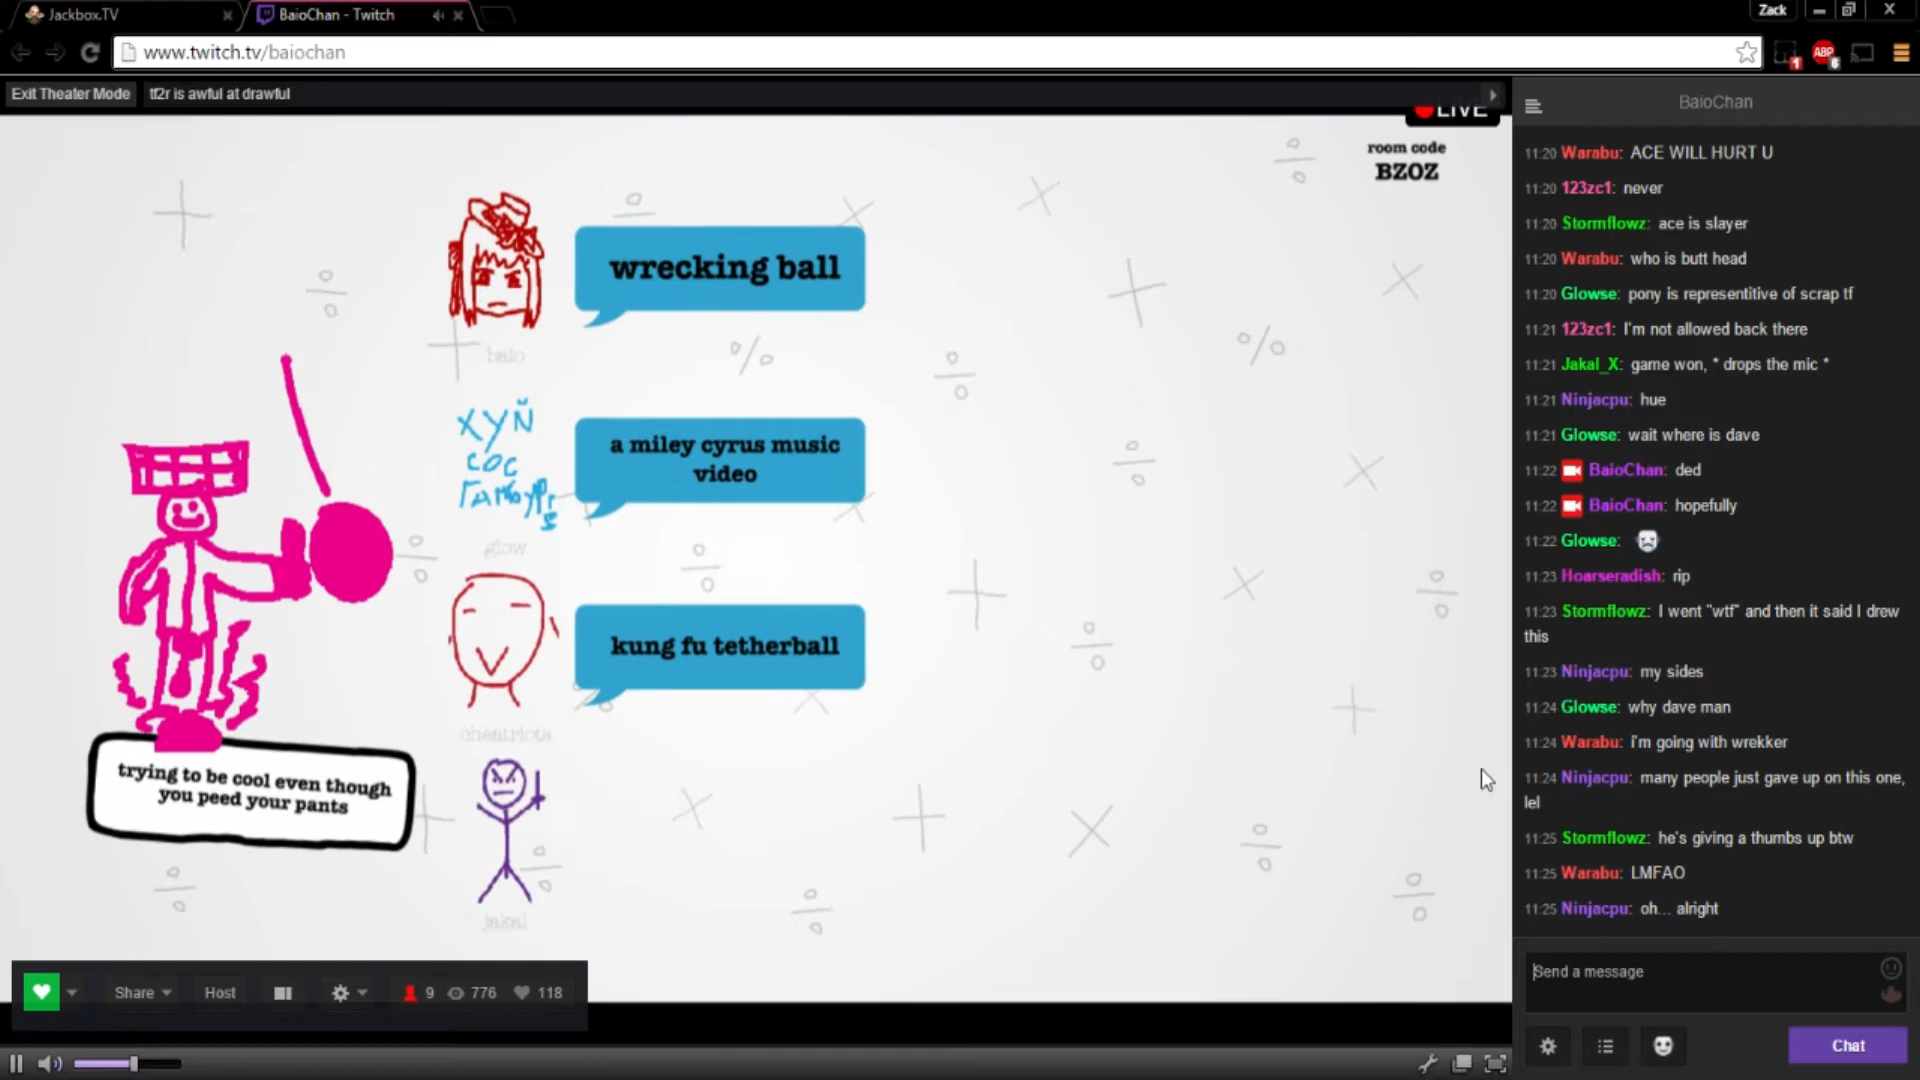 Jackbox.TV
BaioChan - Twitch
Zack
www.twitch.tv/baiochan
ABP
1
6
Exit Theater Mode
tf2r is awful at drawful
LIVE
room code
BZOZ
wrecking ball
baio
ХУЙ
СОС
a miley cyrus music
video
glow
kung fu tetherball
cheatriots
trying to be cool even though
you peed your pants
jakal
Share
Host
9
776
118
BaioChan
11:20 Warabu: ACE WILL HURT U
11:20 123zc1: never
11:20 Stormflowz: ace is slayer
11:20 Warabu: who is butt head
11:20 Glowse: pony is representitive of scrap tf
11:21 123zc1: I'm not allowed back there
11:21 Jakal_X: game won, * drops the mic *
11:21 Ninjacpu: hue
11:21 Glowse: wait where is dave
11:22 BaioChan: ded
11:22 BaioChan: hopefully
11:22 Glowse:
11:23 Hoarseradish: rip
11:23 Stormflowz: I went "wtf" and then it said I drew
this
11:23 Ninjacpu: my sides
11:24 Glowse: why dave man
11:24 Warabu: i'm going with wrekker
11:24 Ninjacpu: many people just gave up on this one,
lel
11:25 Stormflowz: he's giving a thumbs up btw
11:25 Warabu: LMFAO
11:25 Ninjacpu: oh... alright
Send a message
Chat